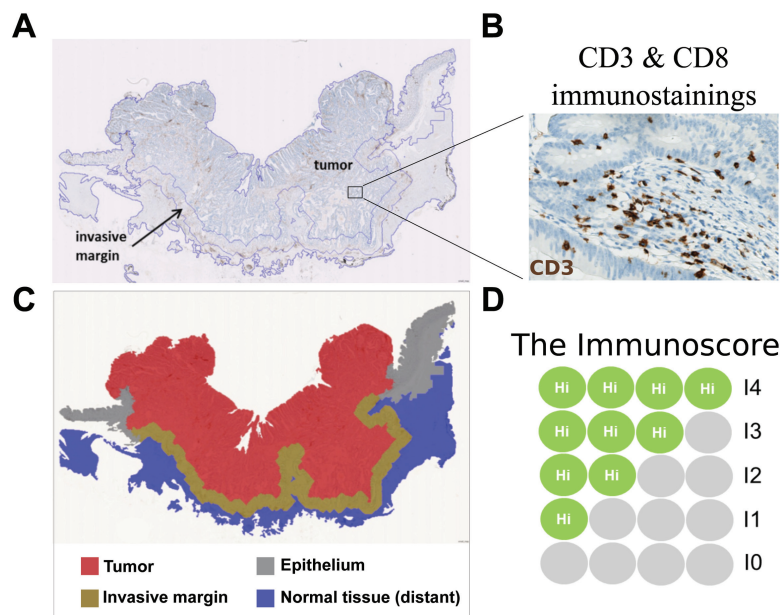 A
tumor
invasive
margin
B
CD3 & CD8
immunostainings
CD3
C
Tumor
Epithelium
Invasive margin
Normal tissue (distant)
D
The Immunoscore
Hi Hi Hi Hi I4
Hi Hi Hi I3
Hi Hi I2
Hi I1
I0